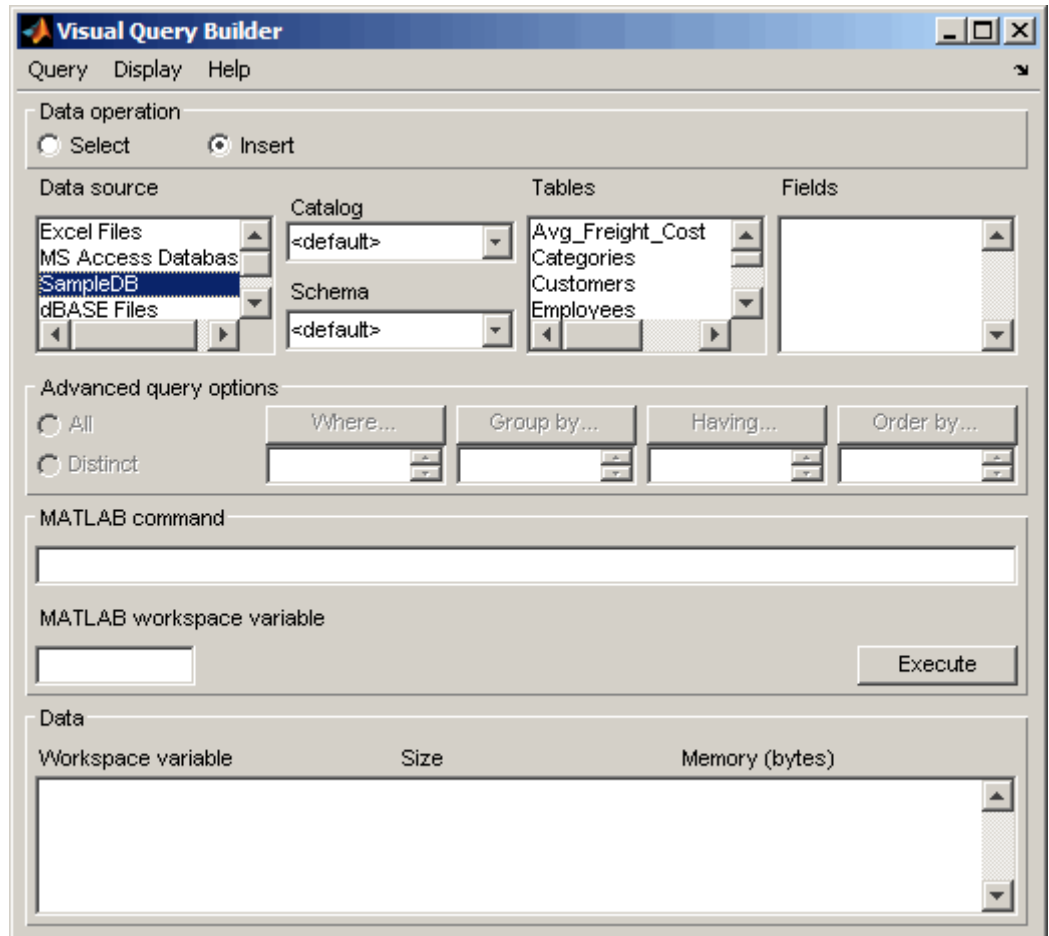 Visual Query Builder
Query Display Help
Data operation
Select Insert
Data source
Excel Files
MS Access Databas
SampleDB
dBASE Files
Catalog
<default>
Schema
<default>
Tables
Avg_Freight_Cost
Categories
Customers
Employees
Fields
Advanced query options
All
Distinct
Where...
Group by...
Having...
Order by...
MATLAB command
MATLAB workspace variable
Execute
Data
Workspace variable Size Memory (bytes)